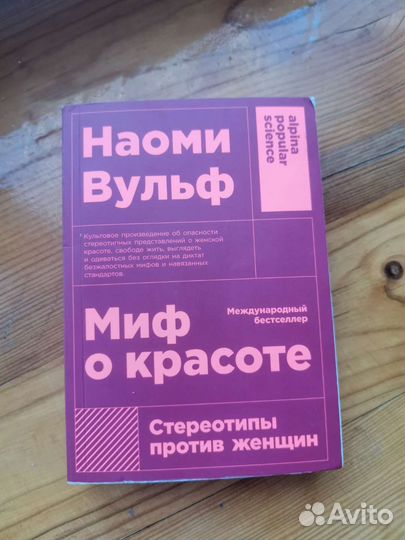 Наоми
Вульф
alpina
popular
science
Культовое произведение об опасности
стереотипных представлений о женской
красоте, свободе жить, выглядеть
и одеваться без оглядки на диктат
безжалостных мифов и навязанных
стандартов.
Международный
бестселлер
Миф
о красоте
Стереотипы
против женщин
Avito